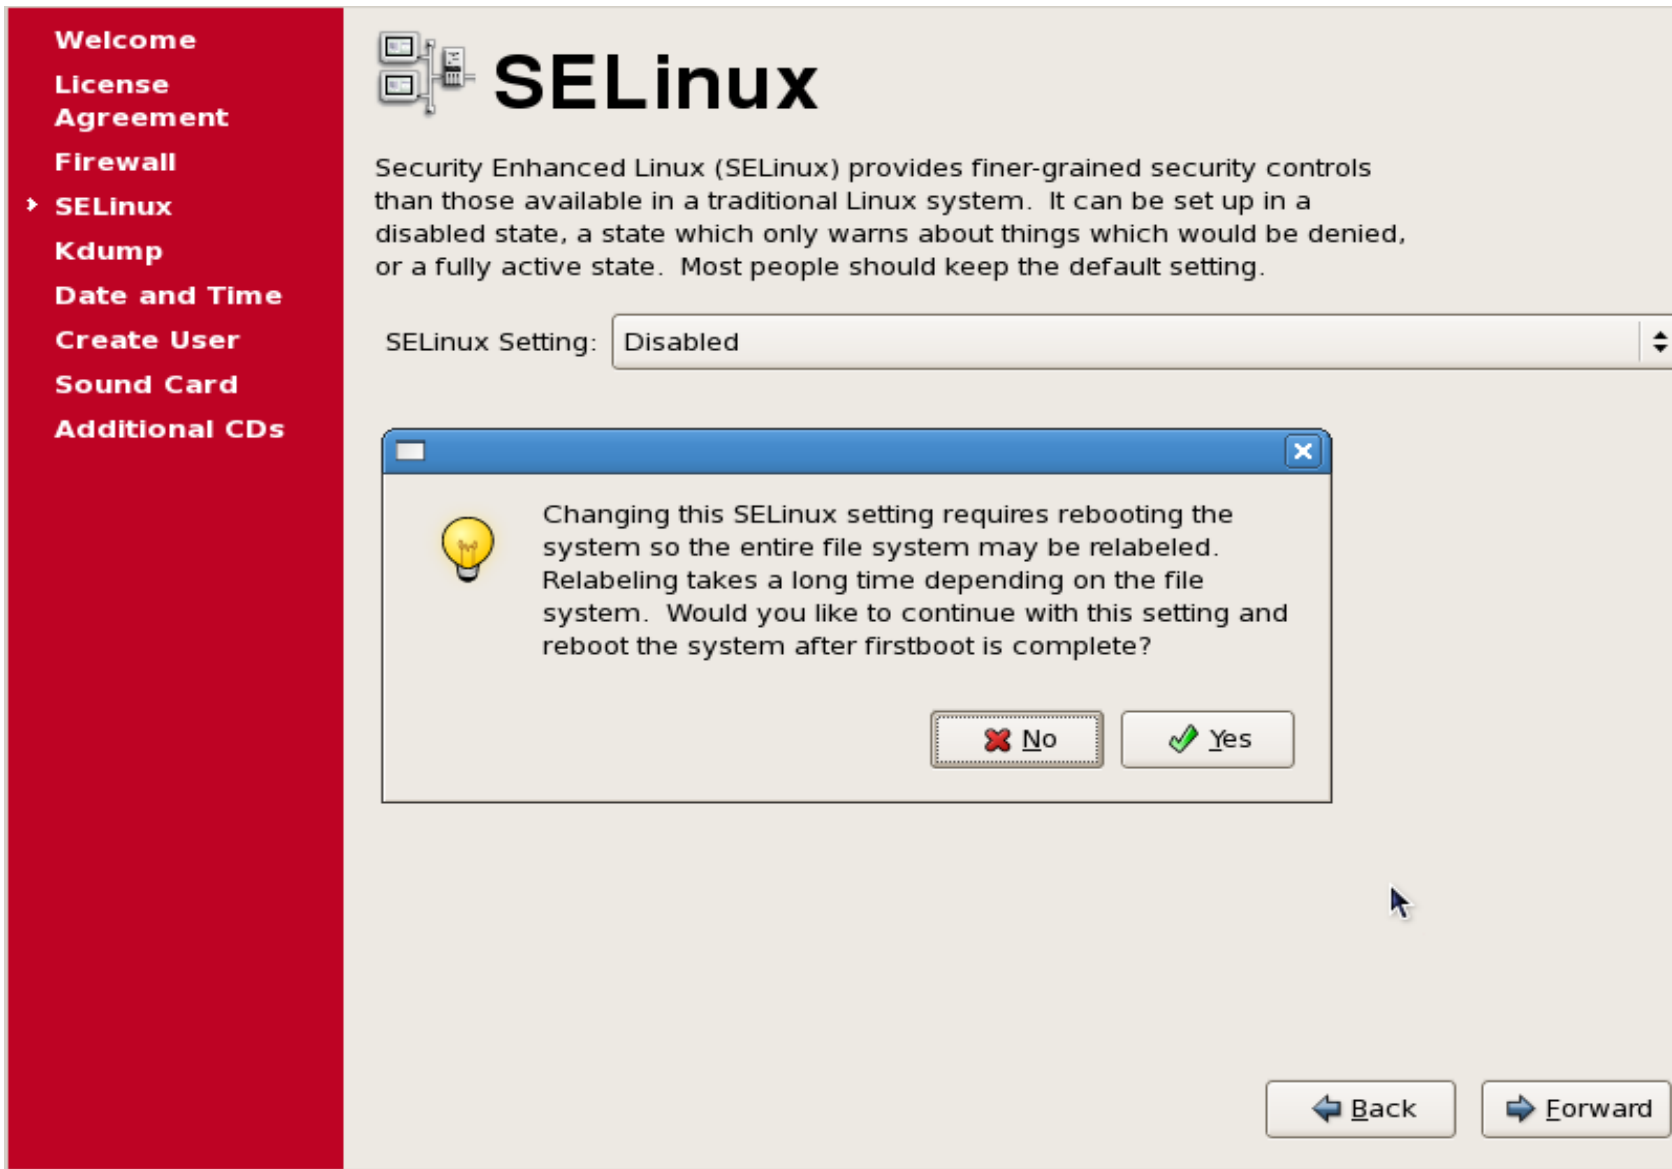 Welcome
License
Agreement
Firewall
SELinux
Kdump
Date and Time
Create User
Sound Card
Additional CDs
SELinux
Security Enhanced Linux (SELinux) provides finer-grained security controls
than those available in a traditional Linux system.  It can be set up in a
disabled state, a state which only warns about things which would be denied,
or a fully active state.  Most people should keep the default setting.
SELinux Setting: Disabled
Changing this SELinux setting requires rebooting the
system so the entire file system may be relabeled.
Relabeling takes a long time depending on the file
system.  Would you like to continue with this setting and
reboot the system after firstboot is complete?
No Yes
Back Forward